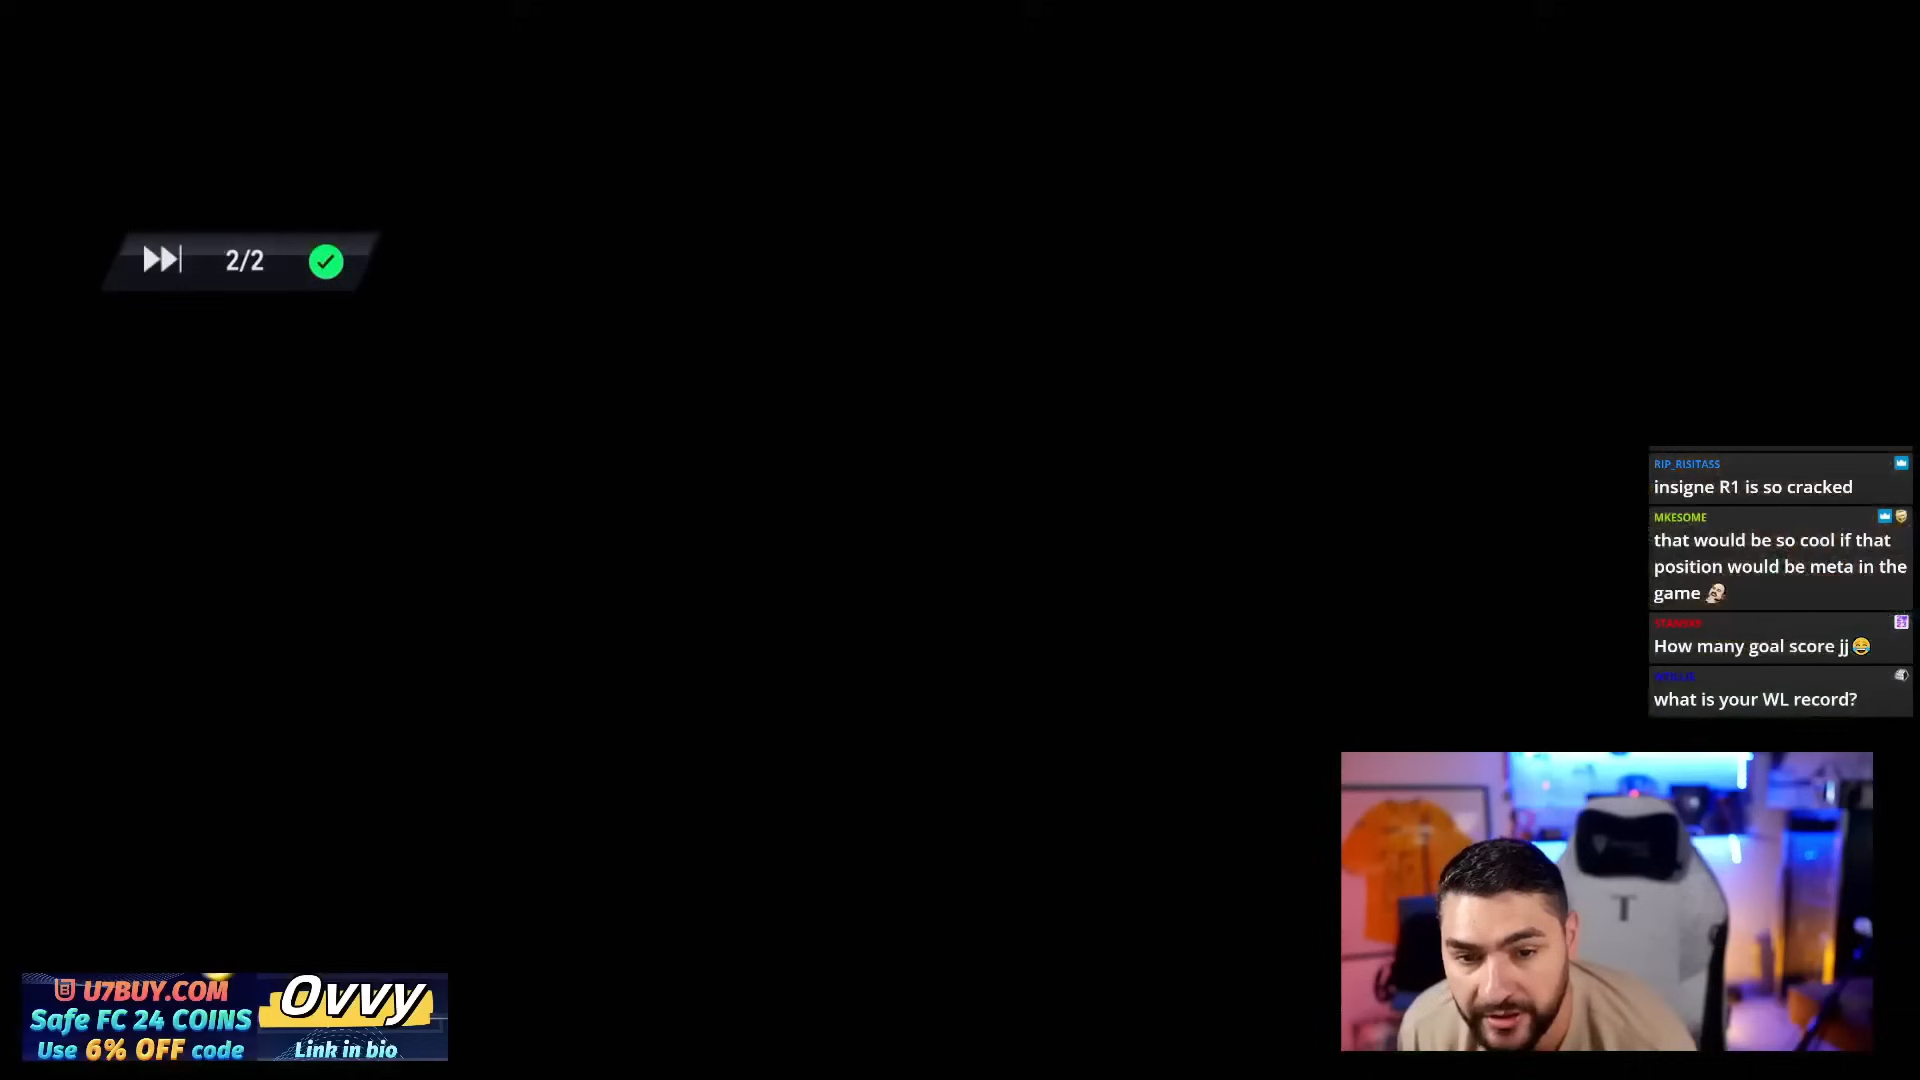 2/2
RIP_RISITASS
insigne R1 is so cracked
MKESOME
that would be so cool if that
position would be meta in the
game
How many goal score jj
what is your WL record?
T
U7BUY.COM
Safe FC 24 COINS
Use 6% OFF code
Ovvy
Link in bio